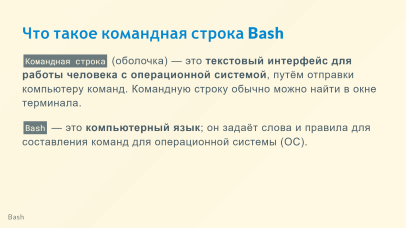 Что такое командная строка Bash
Командная строка (оболочка) — это текстовый интерфейс для
работы человека с операционной системой, путём отправки
компьютеру команд. Командную строку обычно можно найти в окне
терминала.
Bash — это компьютерный язык; он задаёт слова и правила для
составления команд для операционной системы (ОС).
Bash